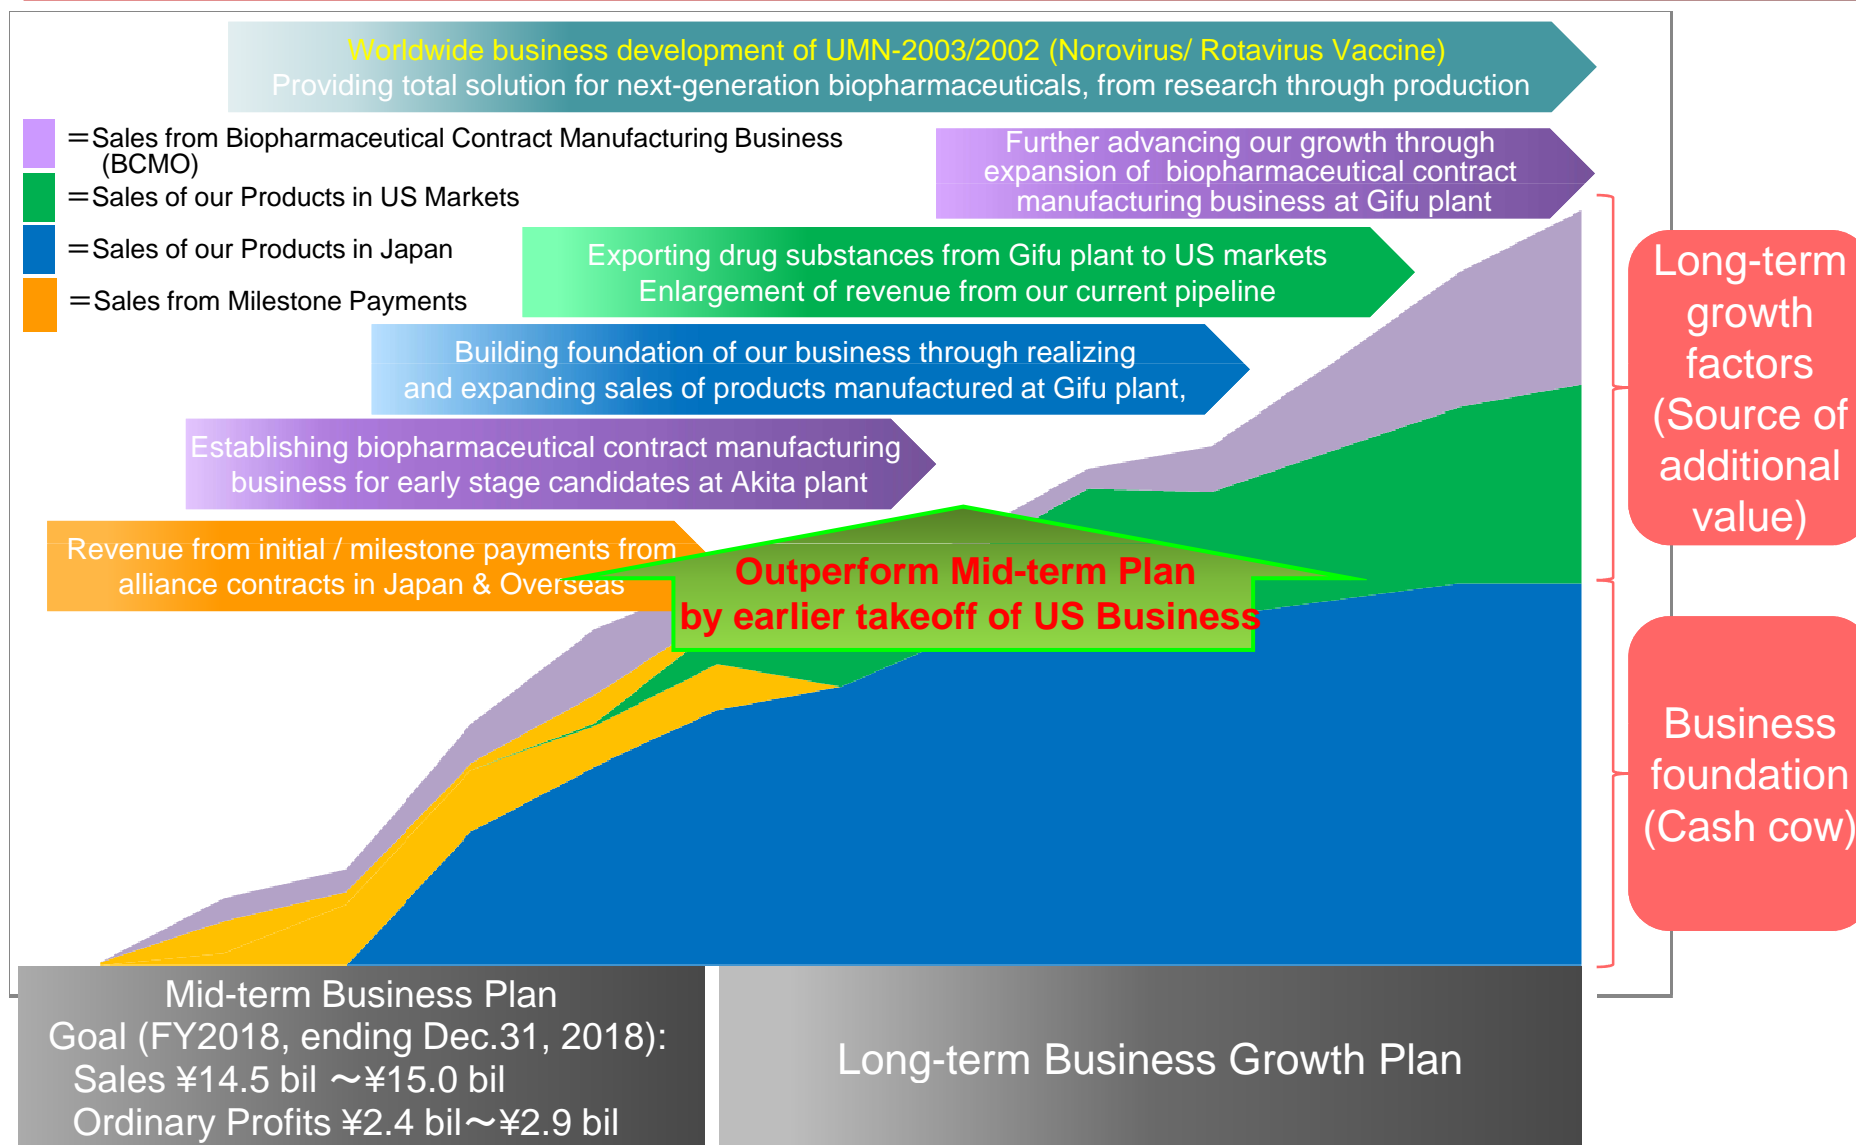 Worldwide business development of UMN-2003/2002 (Norovirus/ Rotavirus Vaccine)
Providing total solution for next-generation biopharmaceuticals, from research through production
＝Sales from Biopharmaceutical Contract Manufacturing Business
(BCMO)
＝Sales of our Products in US Markets
＝Sales of our Products in Japan
＝Sales from Milestone Payments
Further advancing our growth through
expansion of biopharmaceutical contract
manufacturing business at Gifu plant
Exporting drug substances from Gifu plant to US markets
Enlargement of revenue from our current pipeline
Building foundation of our business through realizing
and expanding sales of products manufactured at Gifu plant,
Establishing biopharmaceutical contract manufacturing
business for early stage candidates at Akita plant
Revenue from initial / milestone payments from
alliance contracts in Japan & Overseas
Outperform Mid-term Plan
by earlier takeoff of US Business
Long-term
growth
factors
(Source of
additional
value)
Business
foundation
(Cash cow)
Mid-term Business Plan
Goal (FY2018, ending Dec.31, 2018):
Sales ¥14.5 bil ～¥15.0 bil
Ordinary Profits ¥2.4 bil～¥2.9 bil
Long-term Business Growth Plan